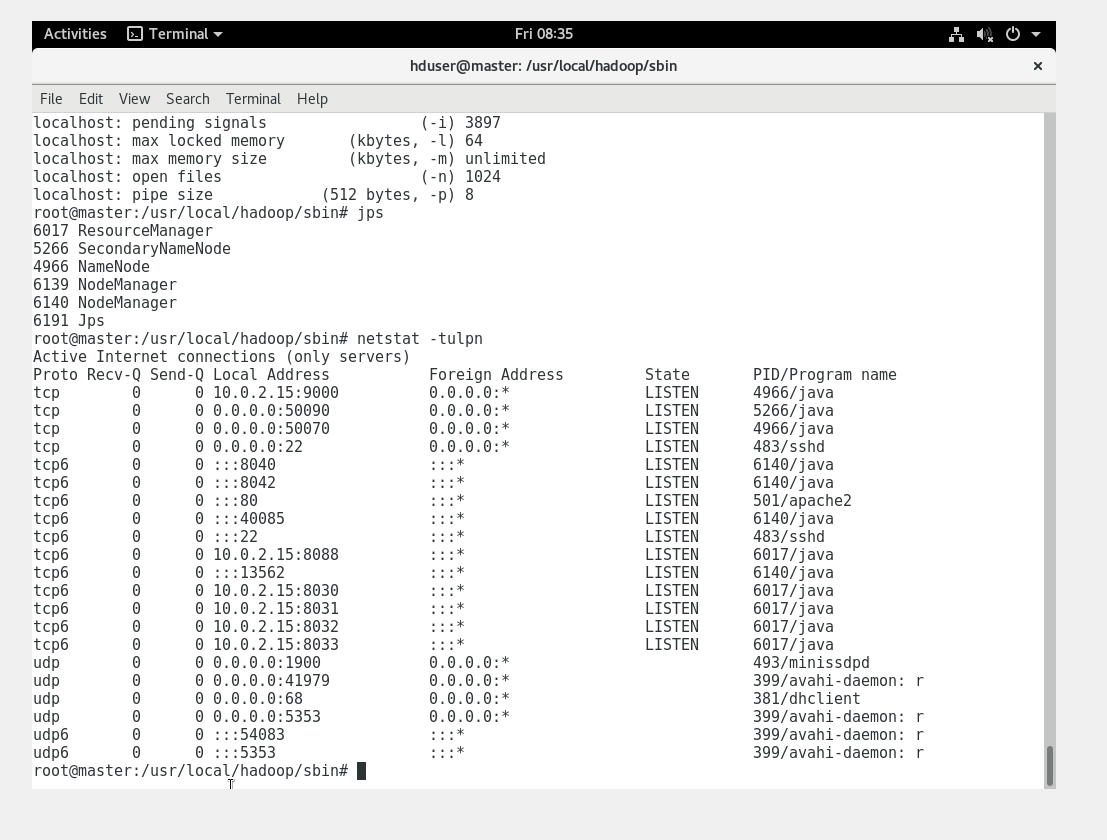 Activities Terminal Fri 08:35
hduser@master: /usr/local/hadoop/sbin ×
File Edit View Search Terminal Help
localhost: pending signals                 (-i) 3897
localhost: max locked memory       (kbytes, -l) 64
localhost: max memory size         (kbytes, -m) unlimited
localhost: open files                      (-n) 1024
localhost: pipe size            (512 bytes, -p) 8
root@master:/usr/local/hadoop/sbin# jps
6017 ResourceManager
5266 SecondaryNameNode
4966 NameNode
6139 NodeManager
6140 NodeManager
6191 Jps
root@master:/usr/local/hadoop/sbin# netstat -tulpn
Active Internet connections (only servers)
Proto Recv-Q Send-Q Local Address           Foreign Address         State       PID/Program name
tcp        0      0 10.0.2.15:9000          0.0.0.0:*               LISTEN      4966/java
tcp        0      0 0.0.0.0:50090           0.0.0.0:*               LISTEN      5266/java
tcp        0      0 0.0.0.0:50070           0.0.0.0:*               LISTEN      4966/java
tcp        0      0 0.0.0.0:22              0.0.0.0:*               LISTEN      483/sshd
tcp6       0      0 :::8040                 :::*                    LISTEN      6140/java
tcp6       0      0 :::8042                 :::*                    LISTEN      6140/java
tcp6       0      0 :::80                   :::*                    LISTEN      501/apache2
tcp6       0      0 :::40085                :::*                    LISTEN      6140/java
tcp6       0      0 :::22                   :::*                    LISTEN      483/sshd
tcp6       0      0 10.0.2.15:8088          :::*                    LISTEN      6017/java
tcp6       0      0 :::13562                :::*                    LISTEN      6140/java
tcp6       0      0 10.0.2.15:8030          :::*                    LISTEN      6017/java
tcp6       0      0 10.0.2.15:8031          :::*                    LISTEN      6017/java
tcp6       0      0 10.0.2.15:8032          :::*                    LISTEN      6017/java
tcp6       0      0 10.0.2.15:8033          :::*                    LISTEN      6017/java
udp        0      0 0.0.0.0:1900            0.0.0.0:*                           493/minissdpd
udp        0      0 0.0.0.0:41979           0.0.0.0:*                           399/avahi-daemon: r
udp        0      0 0.0.0.0:68              0.0.0.0:*                           381/dhclient
udp        0      0 0.0.0.0:5353            0.0.0.0:*                           399/avahi-daemon: r
udp6       0      0 :::54083                :::*                                399/avahi-daemon: r
udp6       0      0 :::5353                 :::*                                399/avahi-daemon: r
root@master:/usr/local/hadoop/sbin#